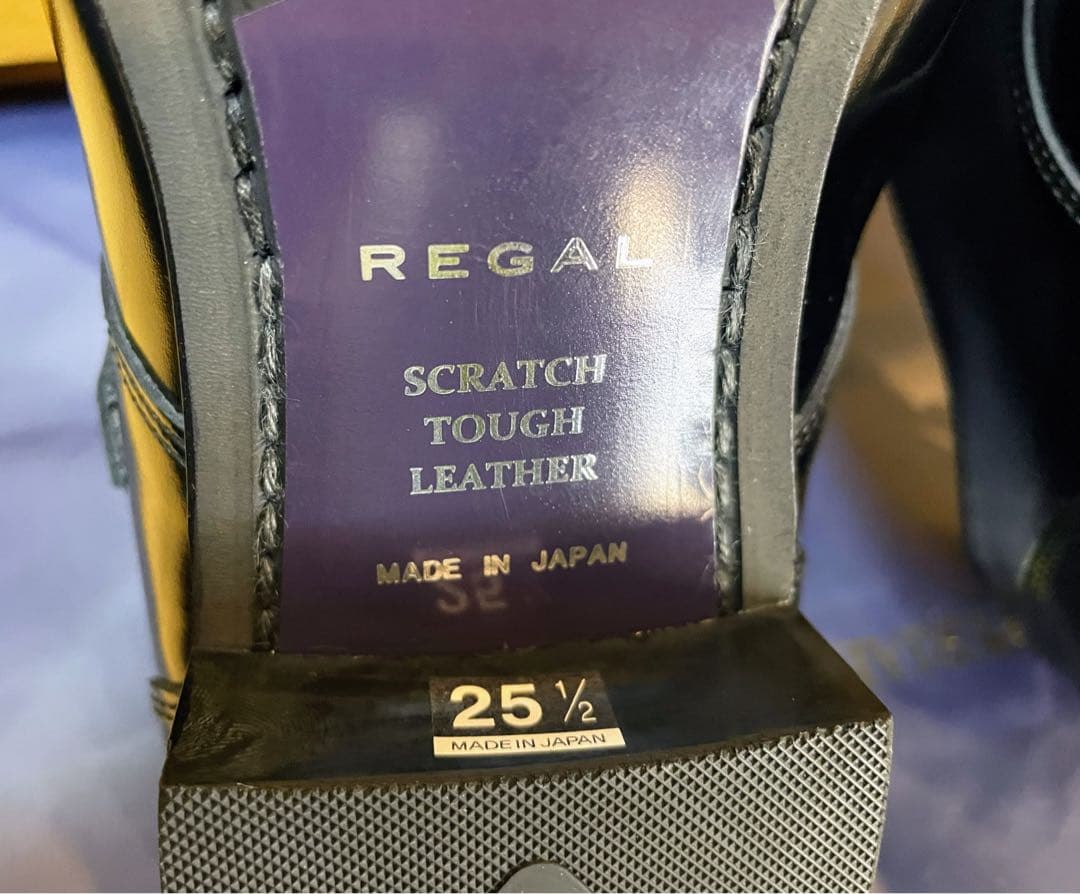 REGAL
SCRATCH
TOUGH
LEATHER
MADE IN JAPAN
25 ½
MADE IN JAPAN